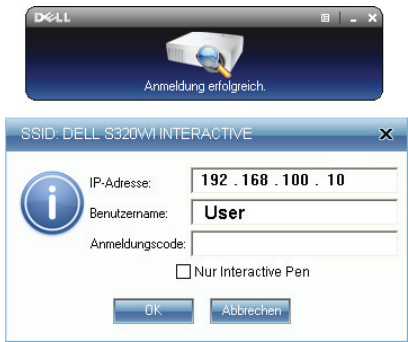 DELL
Anmeldung erfolgreich.
SSID: DELL S320WI INTERACTIVE
IP-Adresse: 192 . 168 . 100 . 10
Benutzername: User
Anmeldungscode:
Nur Interactive Pen
OK Abbrechen